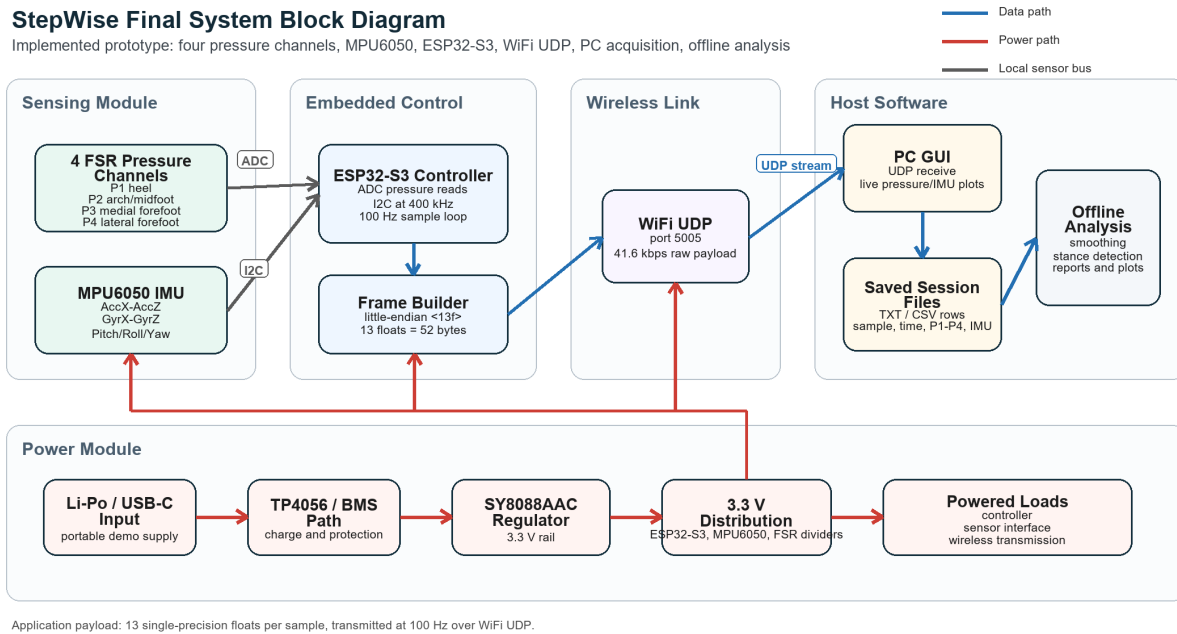 StepWise Final System Block Diagram
Implemented prototype: four pressure channels, MPU6050, ESP32-S3, WiFi UDP, PC acquisition, offline analysis
Data path
Power path
Local sensor bus
Sensing Module
4 FSR Pressure
Channels
P1 heel
P2 arch/midfoot
P3 medial forefoot
P4 lateral forefoot
ADC
MPU6050 IMU
AccX-AccZ
GyrX-GyrZ
Pitch/Roll/Yaw
I2C
Embedded Control
ESP32-S3 Controller
ADC pressure reads
I2C at 400 kHz
100 Hz sample loop
Frame Builder
little-endian <13f>
13 floats = 52 bytes
Wireless Link
WiFi UDP
port 5005
41.6 kbps raw payload
UDP stream
Host Software
PC GUI
UDP receive
live pressure/IMU plots
Saved Session
Files
TXT / CSV rows
sample, time, P1-P4, IMU
Offline
Analysis
smoothing
stance detection
reports and plots
Power Module
Li-Po / USB-C
Input
portable demo supply
TP4056 / BMS
Path
charge and protection
SY8088AAC
Regulator
3.3 V rail
3.3 V
Distribution
ESP32-S3, MPU6050, FSR dividers
Powered Loads
controller
sensor interface
wireless transmission
Application payload: 13 single-precision floats per sample, transmitted at 100 Hz over WiFi UDP.